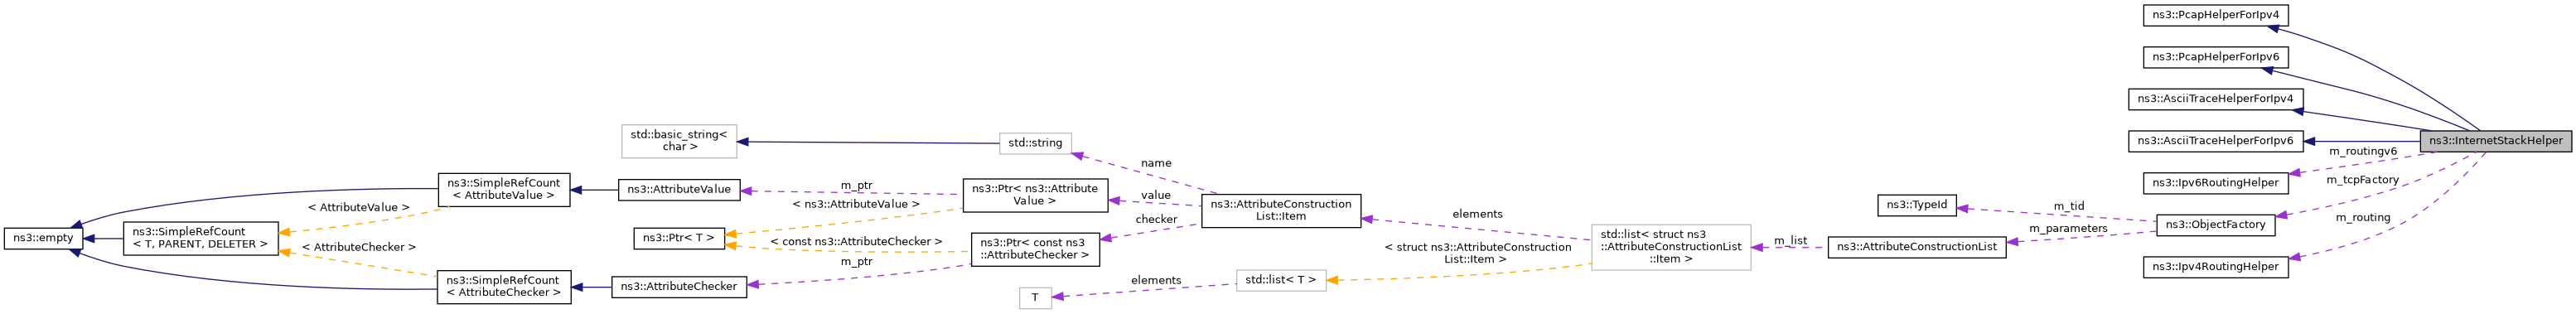 ns3::PcapHelperForIpv4
ns3::PcapHelperForIpv6
ns3::AsciiTraceHelperForIpv4
ns3::AsciiTraceHelperForIpv6
ns3::InternetStackHelper
m_routingv6
ns3::Ipv6RoutingHelper
m_tcpFactory
m_routing
ns3::ObjectFactory
ns3::Ipv4RoutingHelper
m_tid
m_parameters
ns3::TypeId
ns3::AttributeConstructionList
m_list
std::list< struct ns3
::AttributeConstructionList
::Item >
elements
< struct ns3::AttributeConstruction
List::Item >
ns3::AttributeConstruction
List::Item
name
value
checker
std::string
std::basic_string<
char >
ns3::Ptr< ns3::Attribute
Value >
m_ptr
< ns3::AttributeValue >
ns3::AttributeValue
ns3::Ptr< T >
< const ns3::AttributeChecker >
m_ptr
ns3::Ptr< const ns3
::AttributeChecker >
ns3::AttributeChecker
std::list< T >
elements
T
ns3::SimpleRefCount
< AttributeValue >
< AttributeValue >
ns3::SimpleRefCount
< T, PARENT, DELETER >
< AttributeChecker >
ns3::SimpleRefCount
< AttributeChecker >
ns3::empty